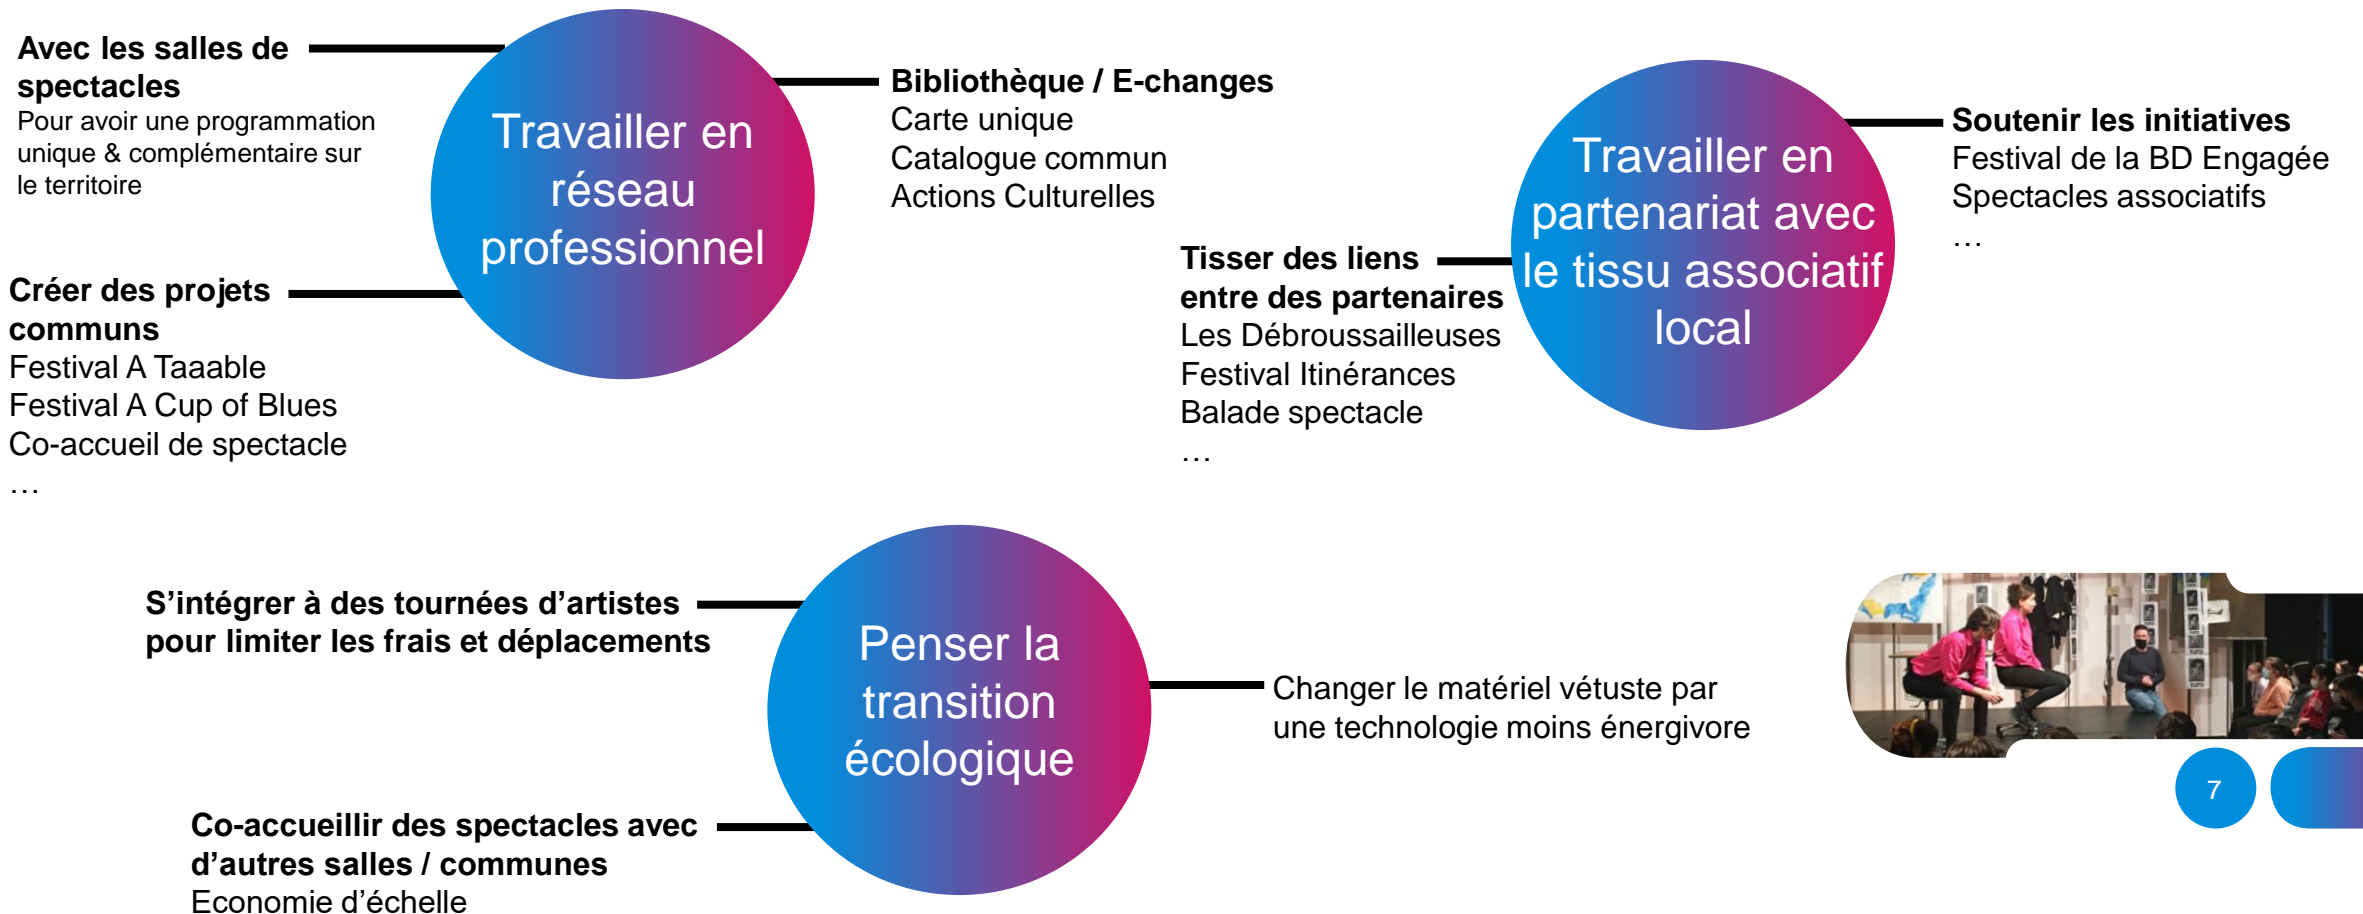 Avec les salles de
spectacles
Pour avoir une programmation
unique & complémentaire sur
le territoire
Travailler en
réseau
professionnel
Bibliothèque / E-changes
Carte unique
Catalogue commun
Actions Culturelles
Créer des projets
communs
Festival A Taaable
Festival A Cup of Blues
Co-accueil de spectacle
…
Travailler en
partenariat avec
le tissu associatif
local
Soutenir les initiatives
Festival de la BD Engagée
Spectacles associatifs
…
Tisser des liens
entre des partenaires
Les Débroussailleuses
Festival Itinérances
Balade spectacle
…
S’intégrer à des tournées d’artistes
pour limiter les frais et déplacements
Penser la
transition
écologique
Changer le matériel vétuste par
une technologie moins énergivore
Co-accueillir des spectacles avec
d’autres salles / communes
Economie d’échelle
7